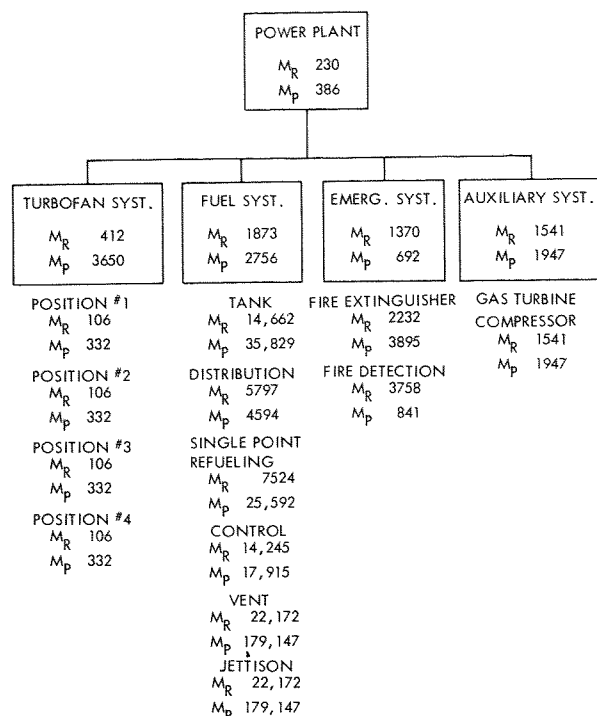 POWER PLANT
M_R 230
M_P 386
TURBOFAN SYST.
M_R 412
M_P 3650
POSITION #1
M_R 106
M_P 332
POSITION #2
M_R 106
M_P 332
POSITION #3
M_R 106
M_P 332
POSITION #4
M_R 106
M_P 332
FUEL SYST.
M_R 1873
M_P 2756
TANK
M_R 14,662
M_P 35,829
DISTRIBUTION
M_R 5797
M_P 4594
SINGLE POINT
REFUELING
M_R 7524
M_P 25,592
CONTROL
M_R 14,245
M_P 17,915
VENT
M_R 22,172
M_P 179,147
JETTISON
M_R 22,172
M_P 179,147
EMERG. SYST.
M_R 1370
M_P 692
FIRE EXTINGUISHER
M_R 2232
M_P 3895
FIRE DETECTION
M_R 3758
M_P 841
AUXILIARY SYST.
M_R 1541
M_P 1947
GAS TURBINE
COMPRESSOR
M_R 1541
M_P 1947